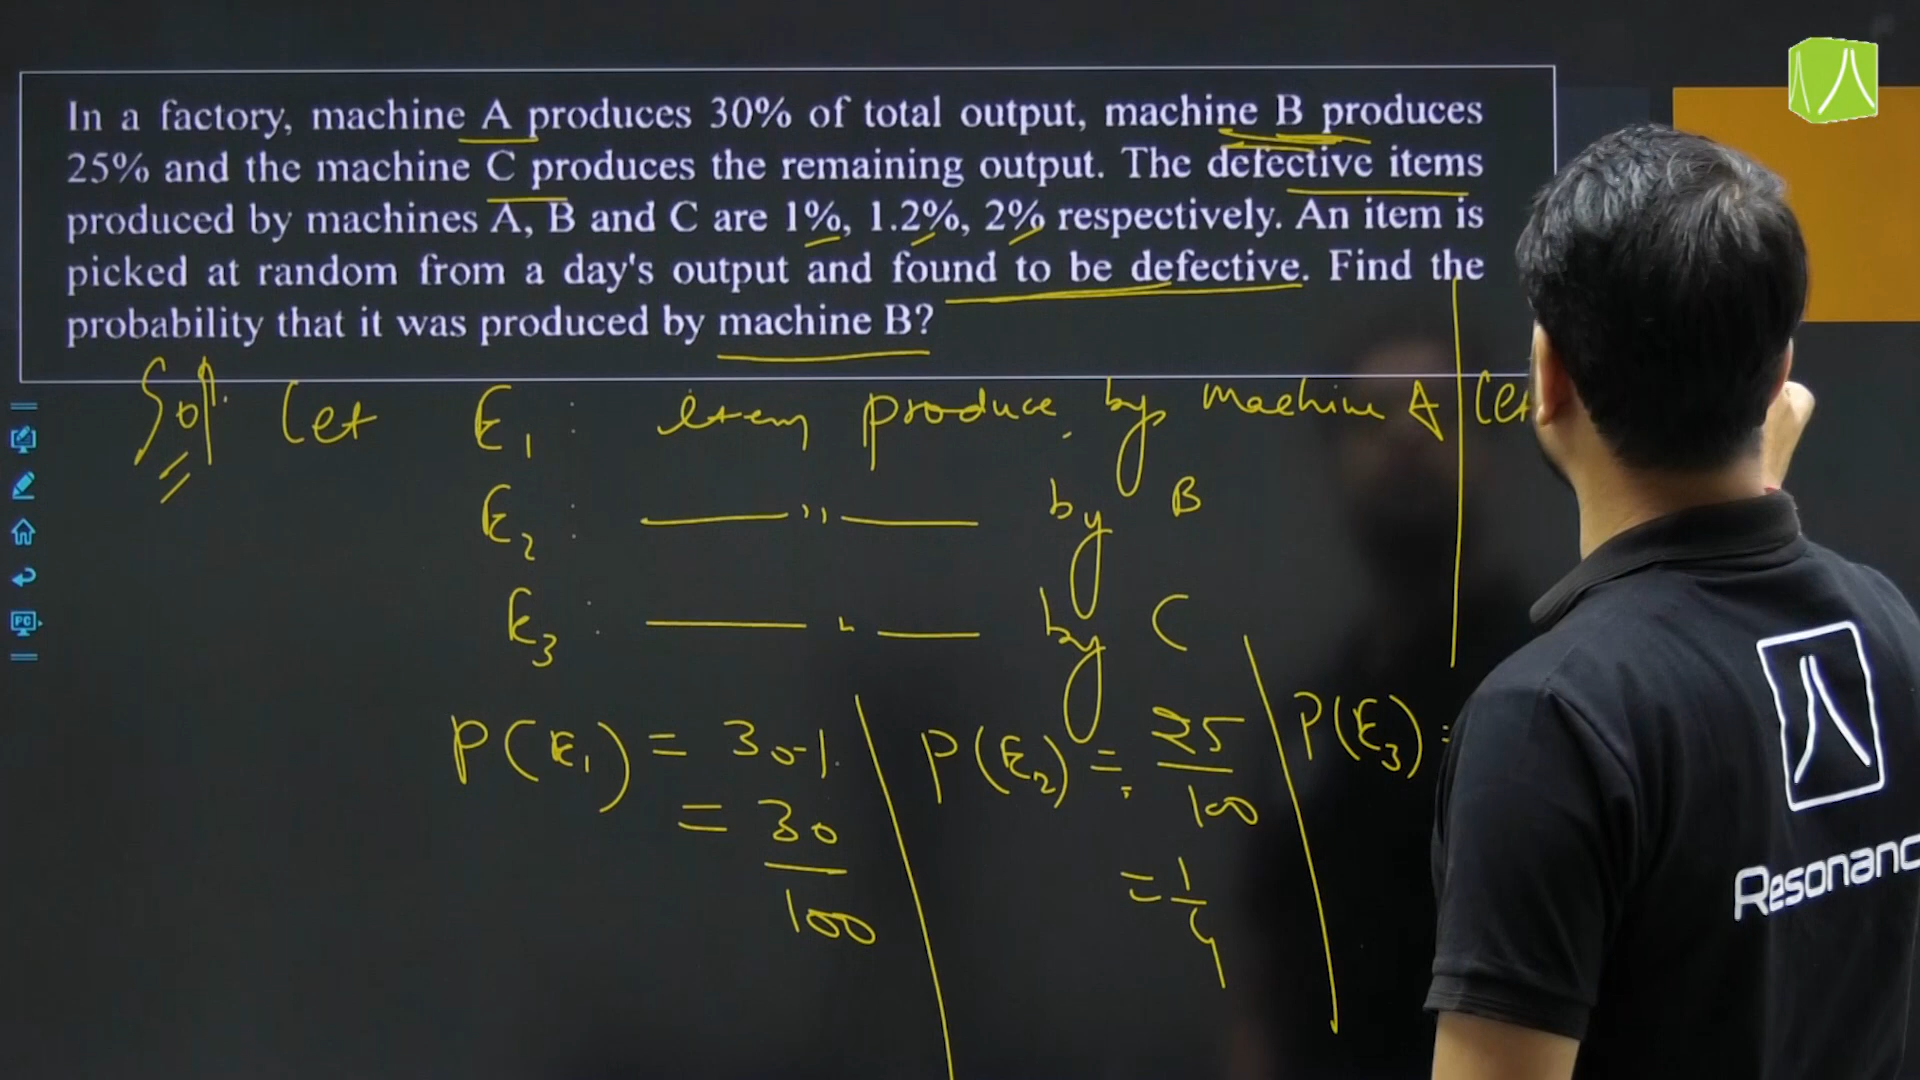 In a factory, machine A produces 30% of total output, machine B produces
25% and the machine C produces the remaining output. The defective items
produced by machines A, B and C are 1%, 1.2%, 2% respectively. An item is
picked at random from a day's output and found to be defective. Find the
probability that it was produced by machine B?
Sol. Let E₁ : item produce by machine A Let
E₂ : ——— " ——— by B
E₃ : ——— " ——— by C
P(E₁) = 30%
= 30/100
P(E₂) = 25/100
= 1/4
P(E₃) =
PC
Resonanc